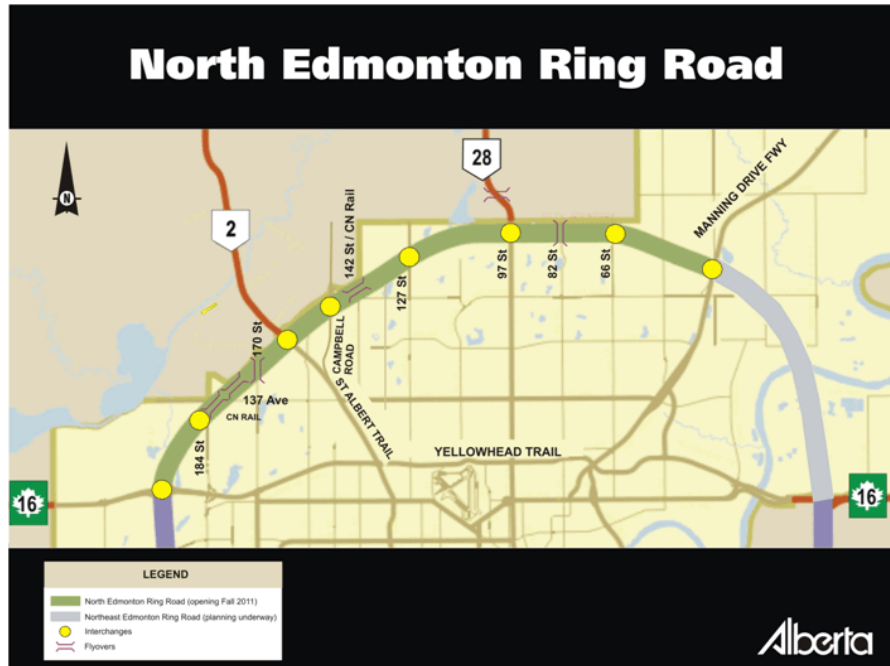 North Edmonton Ring Road
N
2
28
142 St / CN Rail
MANNING DRIVE FWY
127 St
97 St
82 St
66 St
170 St
CAMPBELL
ROAD
137 Ave
CN RAIL
ST ALBERT TRAIL
184 St
YELLOWHEAD TRAIL
16
16
LEGEND
North Edmonton Ring Road (opening Fall 2011)
Northeast Edmonton Ring Road (planning underway)
Interchanges
Flyovers
Alberta